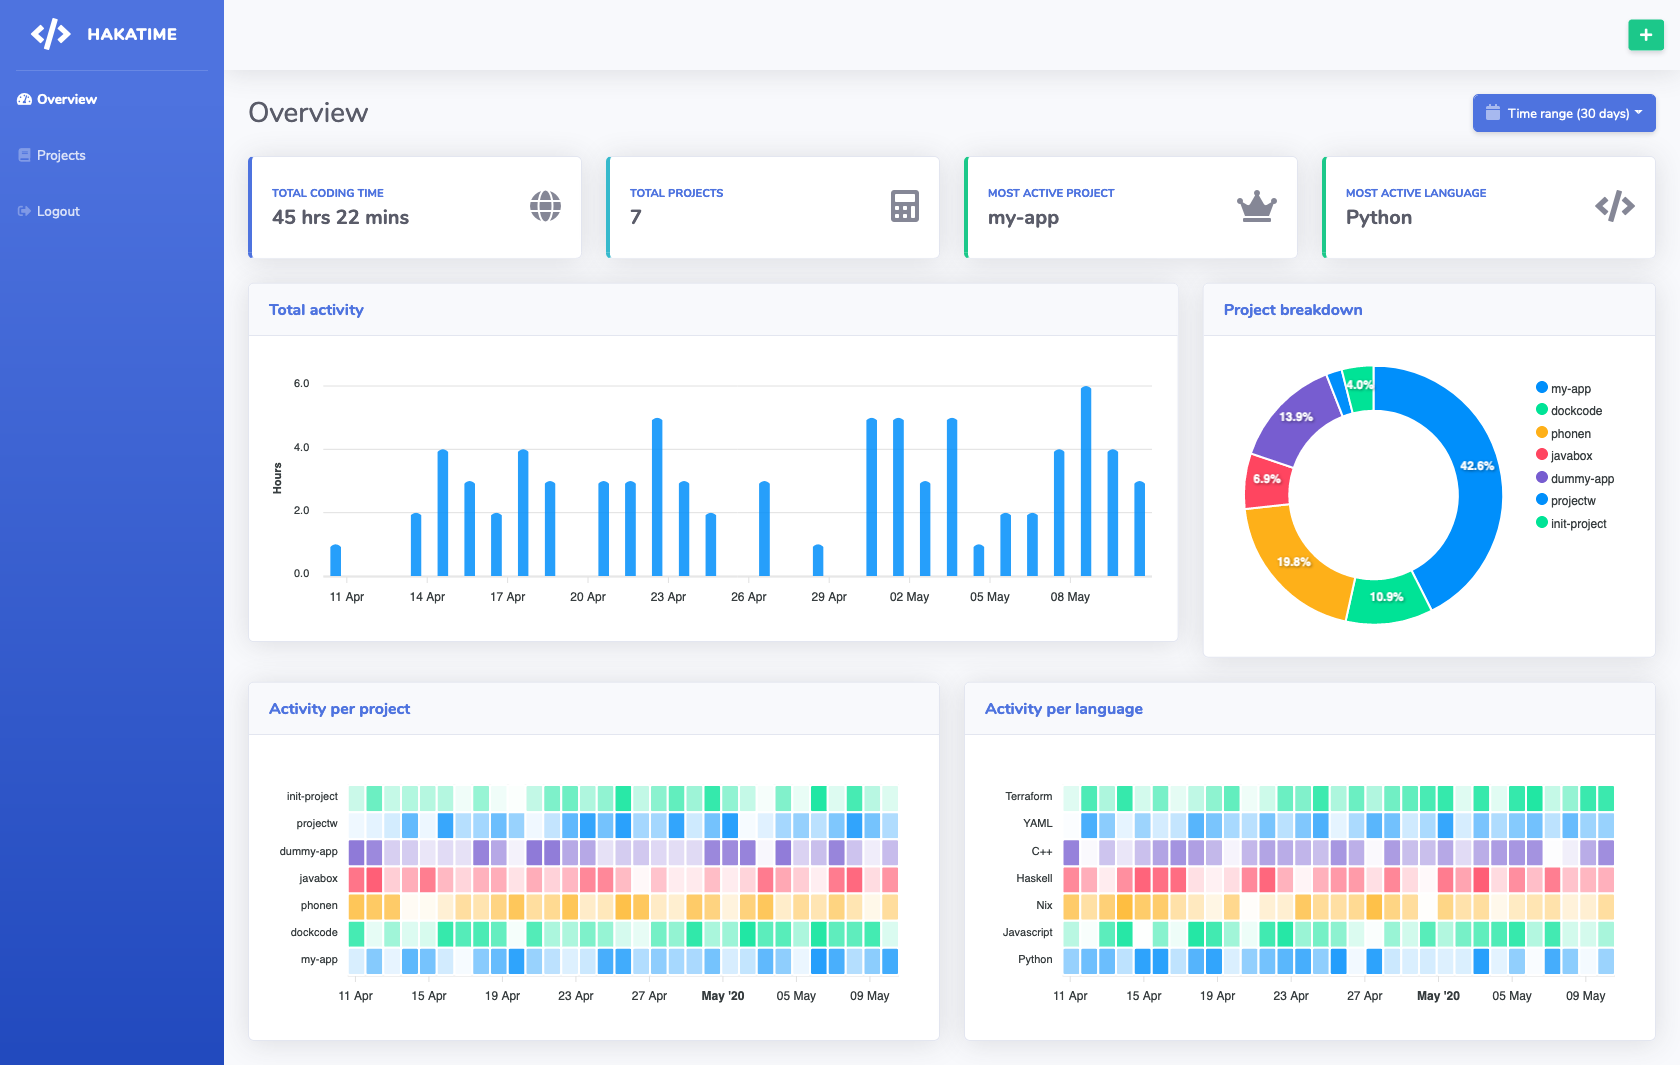 HAKATIME
Overview
Projects
Logout
Overview
Time range (30 days)
TOTAL CODING TIME
45 hrs 22 mins
TOTAL PROJECTS
7
MOST ACTIVE PROJECT
my-app
MOST ACTIVE LANGUAGE
Python
Total activity
Hours
6.0
4.0
2.0
0.0
11 Apr
14 Apr
17 Apr
20 Apr
23 Apr
26 Apr
29 Apr
02 May
05 May
08 May
Project breakdown
4.0%
13.9%
42.6%
6.9%
19.8%
10.9%
my-app
dockcode
phonen
javabox
dummy-app
projectw
init-project
Activity per project
init-project
projectw
dummy-app
javabox
phonen
dockcode
my-app
11 Apr
15 Apr
19 Apr
23 Apr
27 Apr
May '20
05 May
09 May
Activity per language
Terraform
YAML
C++
Haskell
Nix
Javascript
Python
11 Apr
15 Apr
19 Apr
23 Apr
27 Apr
May '20
05 May
09 May